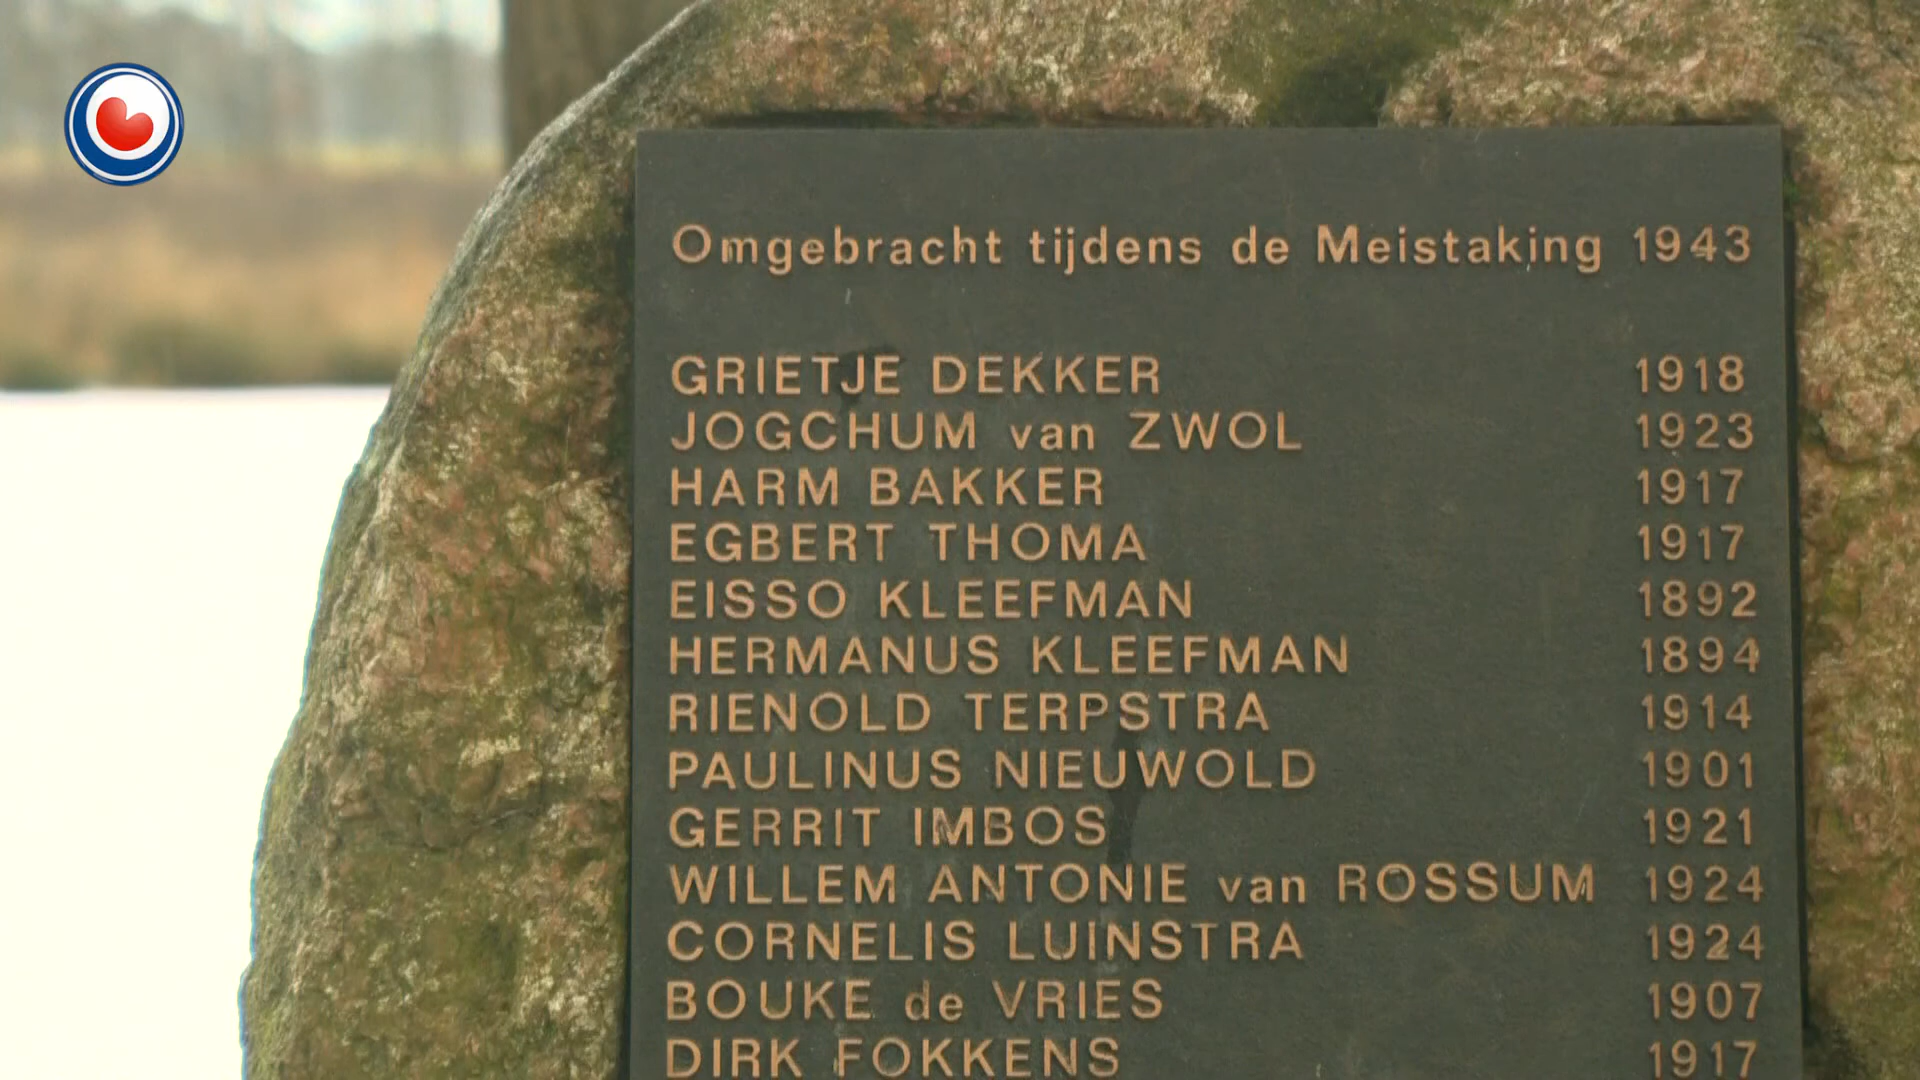 Omgebracht tijdens de Meistaking 1943
GRIETJE DEKKER 1918
JOGCHUM van ZWOL 1923
HARM BAKKER 1917
EGBERT THOMA 1917
EISSO KLEEFMAN 1892
HERMANUS KLEEFMAN 1894
RIENOLD TERPSTRA 1914
PAULINUS NIEUWOLD 1901
GERRIT IMBOS 1921
WILLEM ANTONIE van ROSSUM 1924
CORNELIS LUINSTRA 1924
BOUKE de VRIES 1907
DIRK FOKKENS 1917